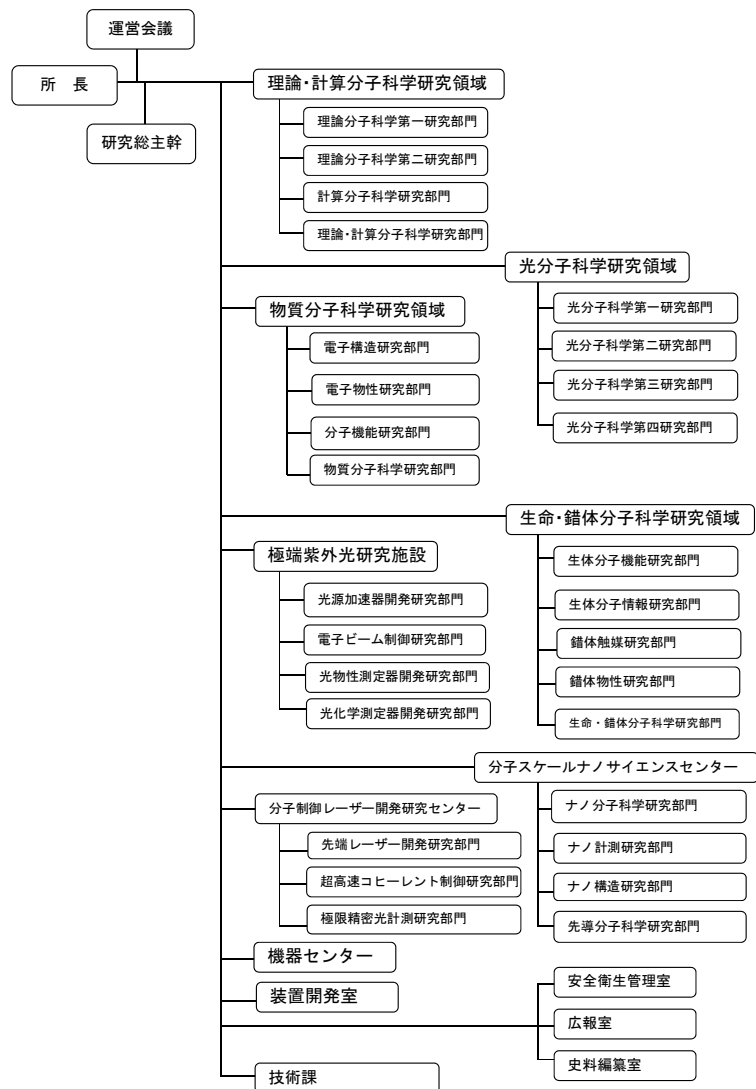 運営会議
所　長
研究総主幹
理論・計算分子科学研究領域
理論分子科学第一研究部門
理論分子科学第二研究部門
計算分子科学研究部門
理論・計算分子科学研究部門
光分子科学研究領域
光分子科学第一研究部門
光分子科学第二研究部門
光分子科学第三研究部門
光分子科学第四研究部門
物質分子科学研究領域
電子構造研究部門
電子物性研究部門
分子機能研究部門
物質分子科学研究部門
生命・錯体分子科学研究領域
生体分子機能研究部門
生体分子情報研究部門
錯体触媒研究部門
錯体物性研究部門
生命・錯体分子科学研究部門
極端紫外光研究施設
光源加速器開発研究部門
電子ビーム制御研究部門
光物性測定器開発研究部門
光化学測定器開発研究部門
分子スケールナノサイエンスセンター
ナノ分子科学研究部門
ナノ計測研究部門
ナノ構造研究部門
先導分子科学研究部門
分子制御レーザー開発研究センター
先端レーザー開発研究部門
超高速コヒーレント制御研究部門
極限精密光計測研究部門
機器センター
装置開発室
安全衛生管理室
広報室
史料編纂室
技術課